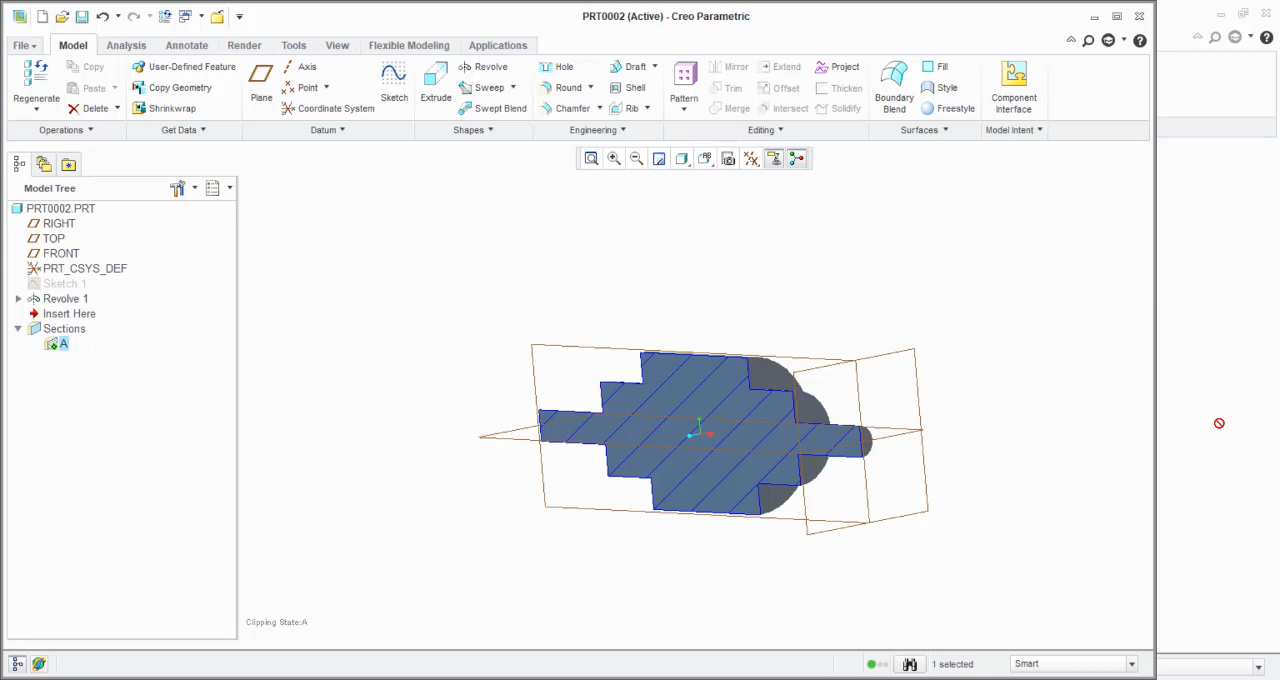 PRT0002 (Active) - Creo Parametric
File Model Analysis Annotate Render Tools View Flexible Modeling Applications
Regenerate
Copy
Paste
Delete
Operations
User-Defined Feature
Copy Geometry
Shrinkwrap
Get Data
Plane
Axis
Point
Coordinate System
Datum
Sketch
Extrude
Revolve
Sweep
Swept Blend
Shapes
Hole
Round
Chamfer
Draft
Shell
Rib
Engineering
Pattern
Mirror
Trim
Merge
Extend
Offset
Intersect
Project
Thicken
Solidify
Editing
Boundary
Blend
Fill
Style
Freestyle
Surfaces
Component
Interface
Model Intent
Model Tree
PRT0002.PRT
RIGHT
TOP
FRONT
PRT_CSYS_DEF
Sketch 1
Revolve 1
Insert Here
Sections
A
Clipping State:A
1 selected
Smart